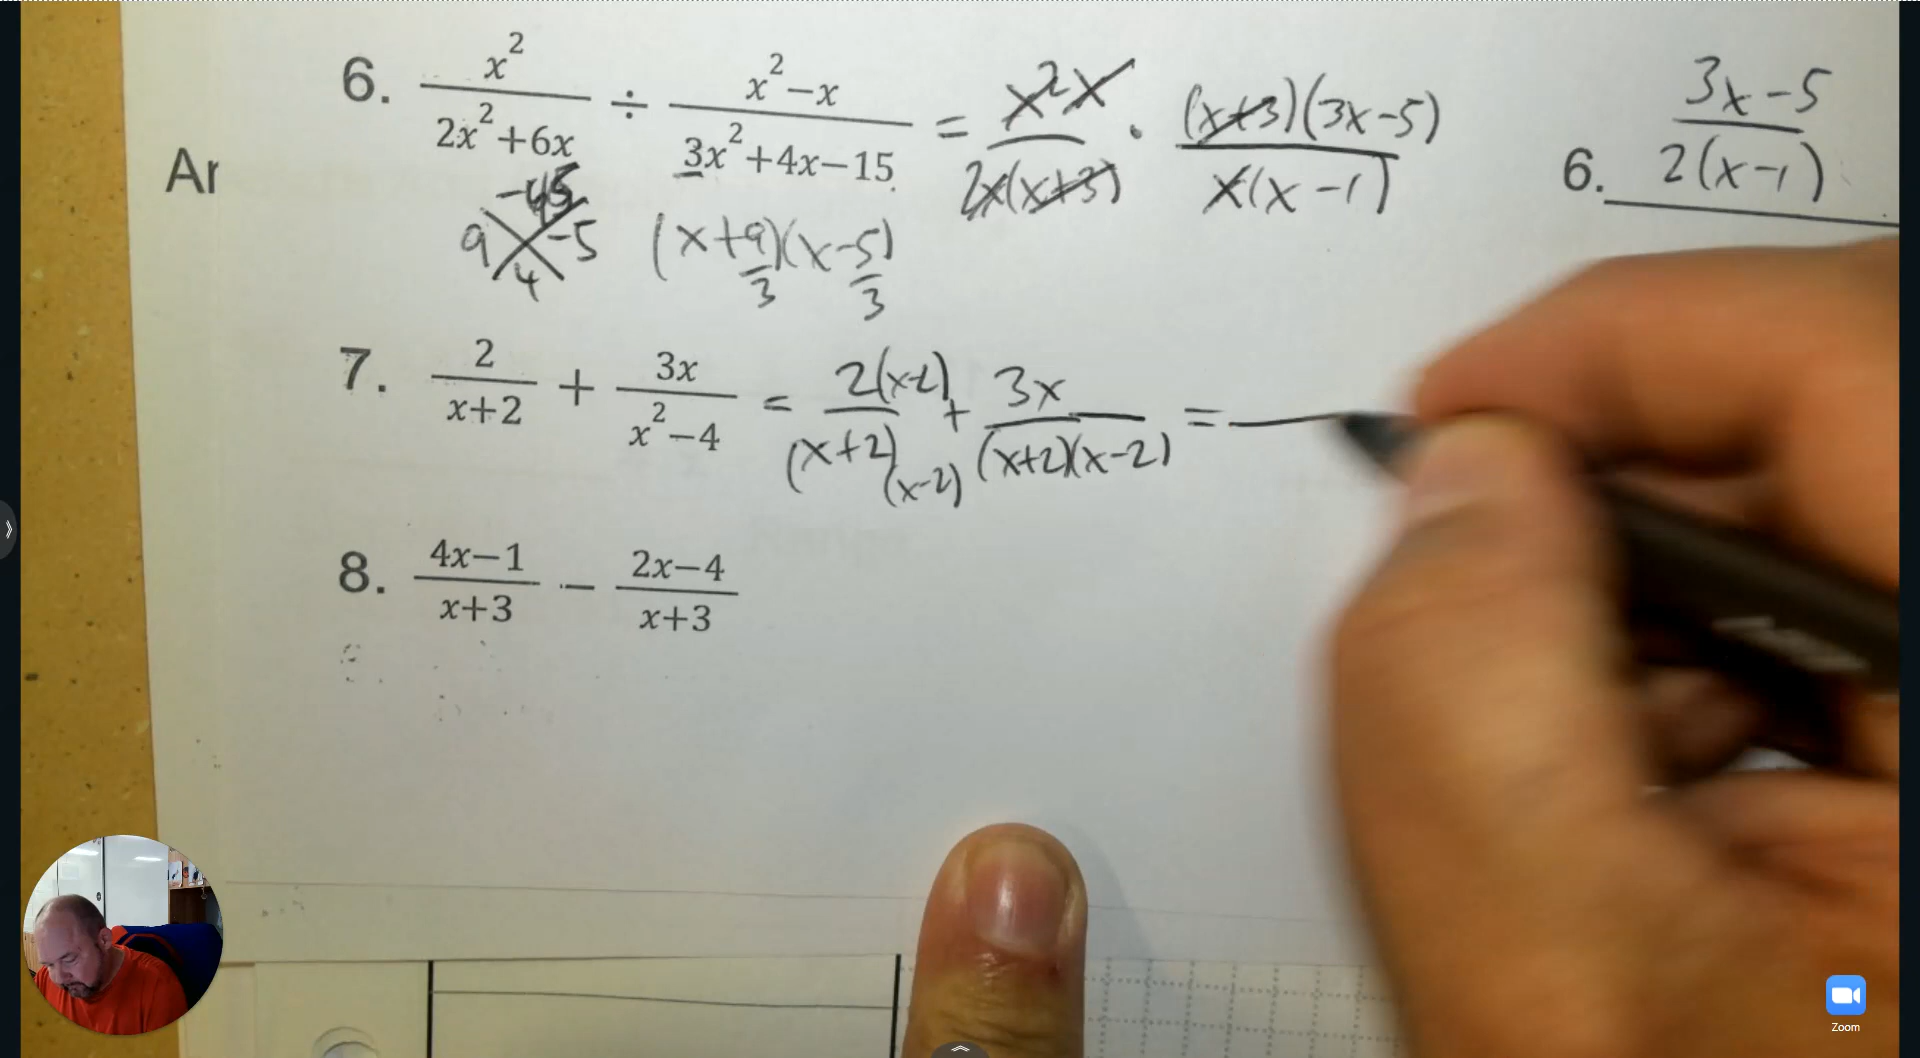 6. x²/(2x²+6x) ÷ (x²−x)/(3x²+4x−15) = x²x/(2x(x+3)) · (x+3)(3x−5)/(x(x−1)) 6. (3x−5)/(2(x−1))
Ar
−45
9 −5
4
(x+9/3)(x−5/3)
7. 2/(x+2) + 3x/(x²−4) = 2(x−2)/((x+2)(x−2)) + 3x/((x+2)(x−2)) =
8. (4x−1)/(x+3) − (2x−4)/(x+3)
Zoom